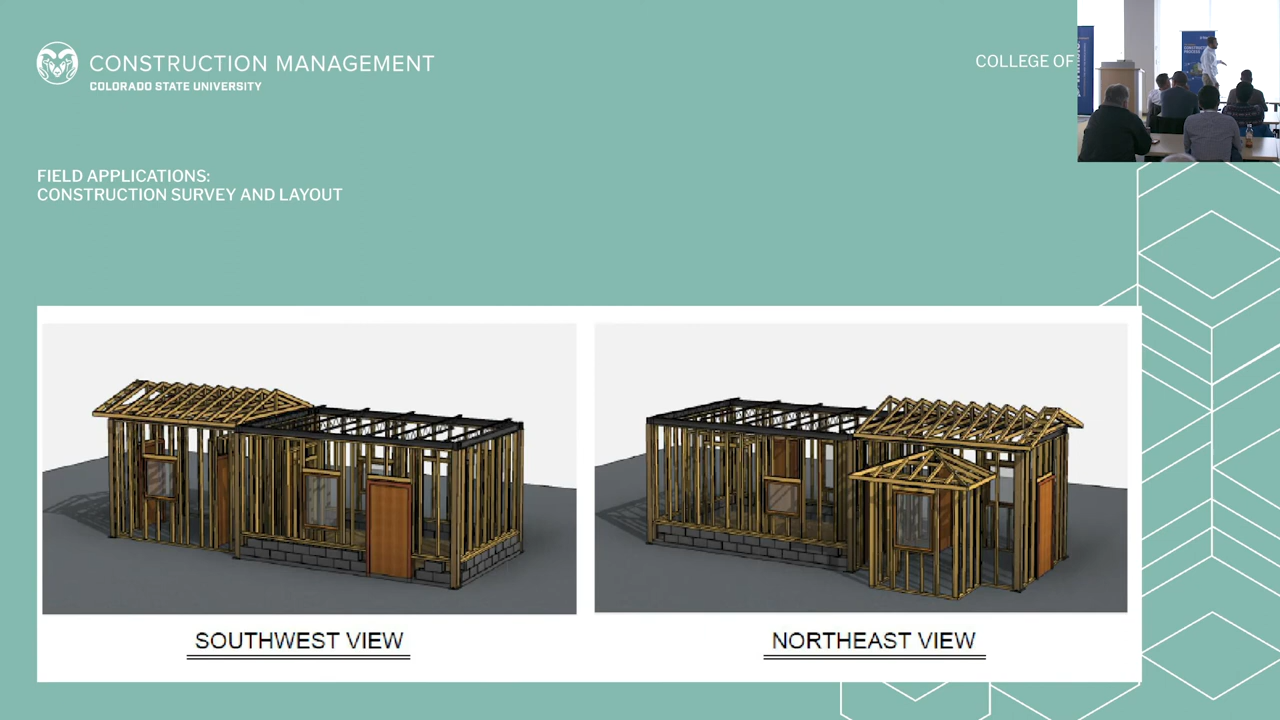 CONSTRUCTION MANAGEMENT
COLORADO STATE UNIVERSITY
COLLEGE OF
FIELD APPLICATIONS:
CONSTRUCTION SURVEY AND LAYOUT
SOUTHWEST VIEW
NORTHEAST VIEW